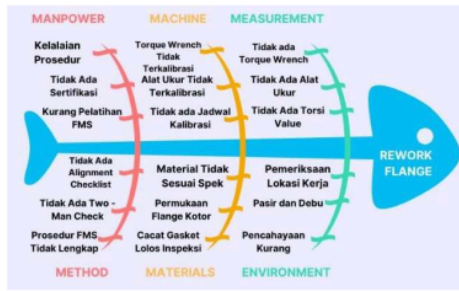 MANPOWER
MACHINE
MEASUREMENT
Kelalaian
Prosedur
Tidak Ada
Sertifikasi
Kurang Pelatihan
FMS
Torque Wrench
Tidak
Terkalibrasi
Alat Ukur Tidak
Terkalibrasi
Tidak ada Jadwal
Kalibrasi
Tidak ada
Torque Wrench
Tidak Ada Alat
Ukur
Tidak Ada Torsi
Value
REWORK
FLANGE
Tidak Ada
Alignment
Checklist
Tidak Ada Two -
Man Check
Prosedur FMS
Tidak Lengkap
Material Tidak
Sesuai Spek
Permukaan
Flange Kotor
Cacat Gasket
Lolos Inspeksi
Pemeriksaan
Lokasi Kerja
Pasir dan Debu
Pencahayaan
Kurang
METHOD
MATERIALS
ENVIRONMENT